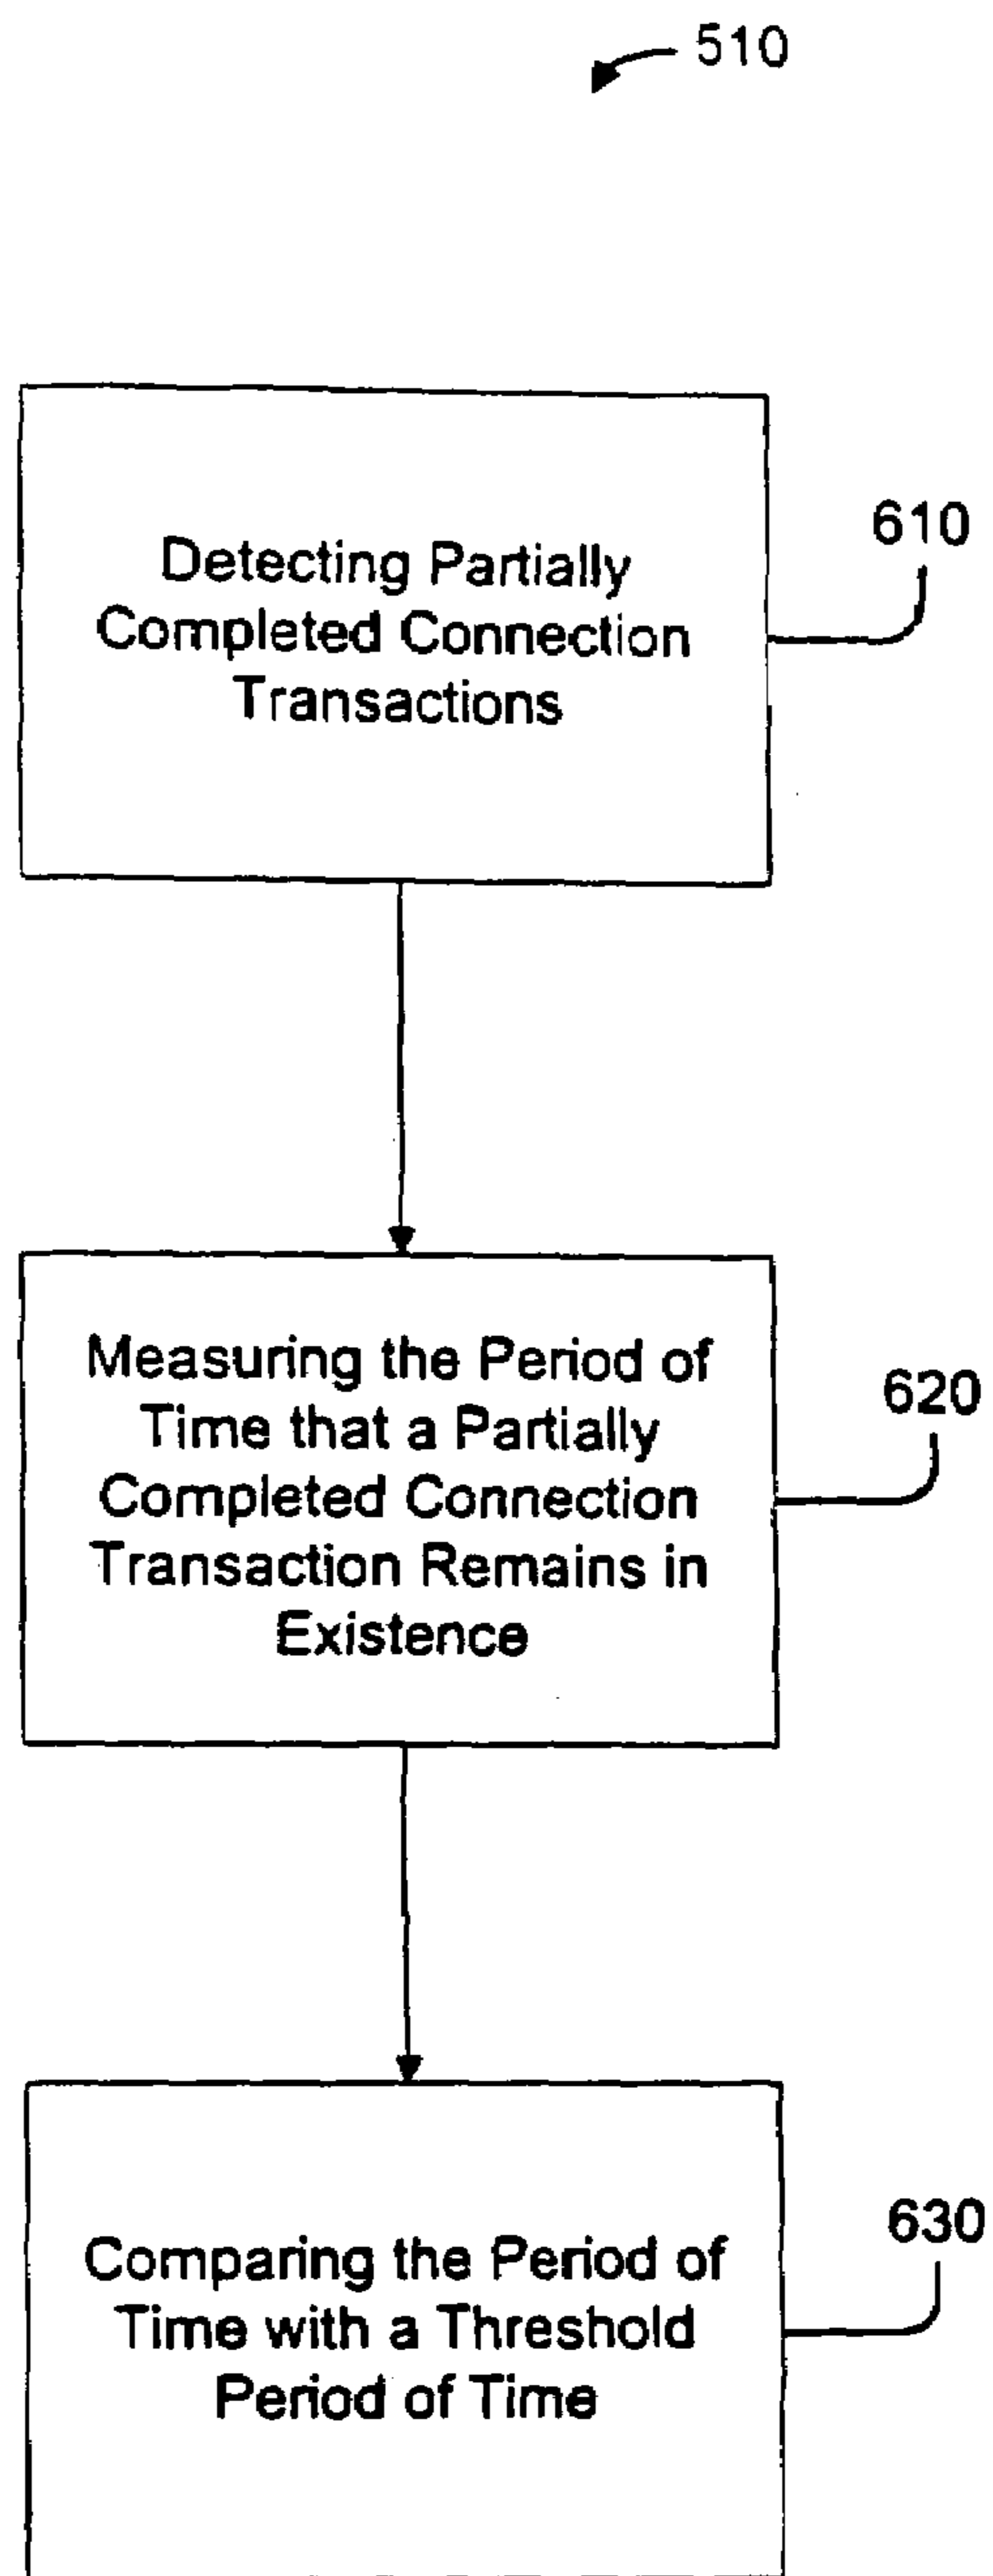 510
Detecting Partially
Completed Connection
Transactions
610
Measuring the Period of
Time that a Partially
Completed Connection
Transaction Remains in
Existence
620
Comparing the Period of
Time with a Threshold
Period of Time
630